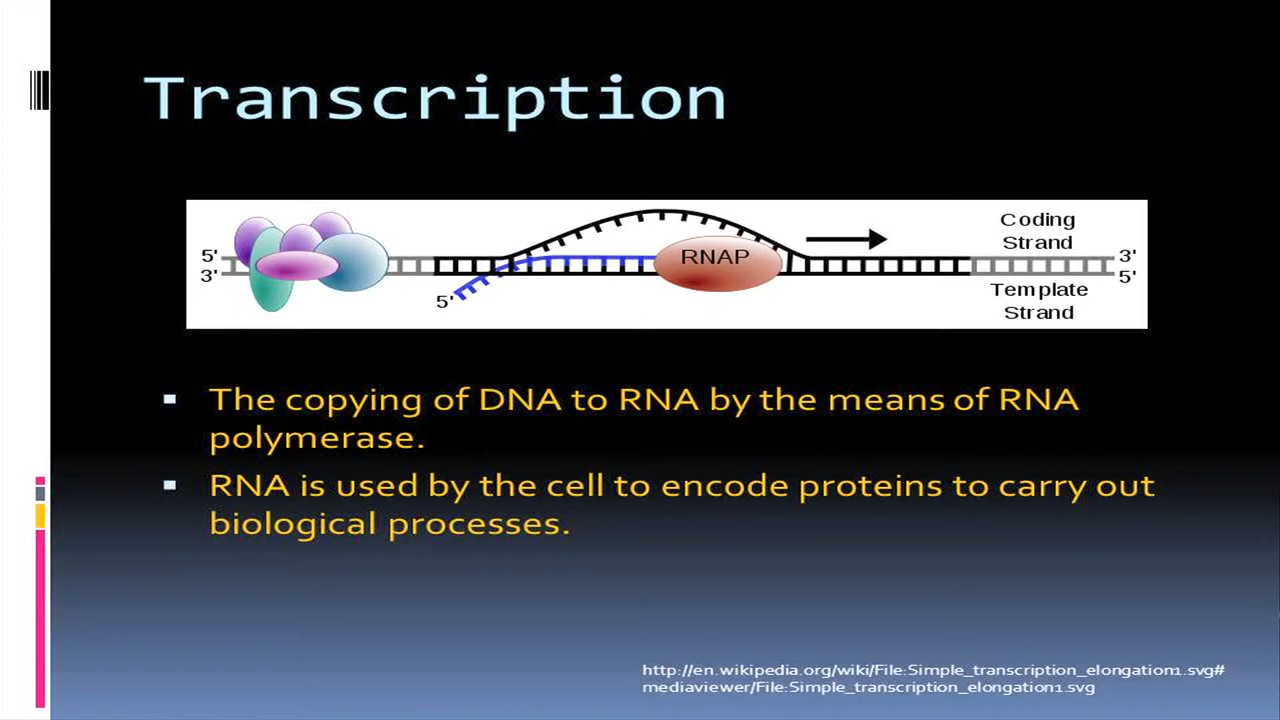 Transcription
Coding
Strand
5'
3'
RNAP
3'
5'
5'
Template
Strand
The copying of DNA to RNA by the means of RNA
polymerase.
RNA is used by the cell to encode proteins to carry out
biological processes.
http://en.wikipedia.org/wiki/File:Simple_transcription_elongation1.svg#
mediaviewer/File:Simple_transcription_elongation1.svg